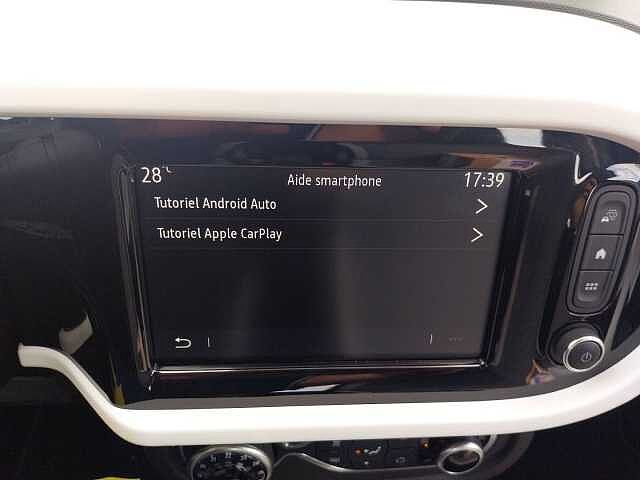 28°C
Aide smartphone
17:39
Tutoriel Android Auto
Tutoriel Apple CarPlay